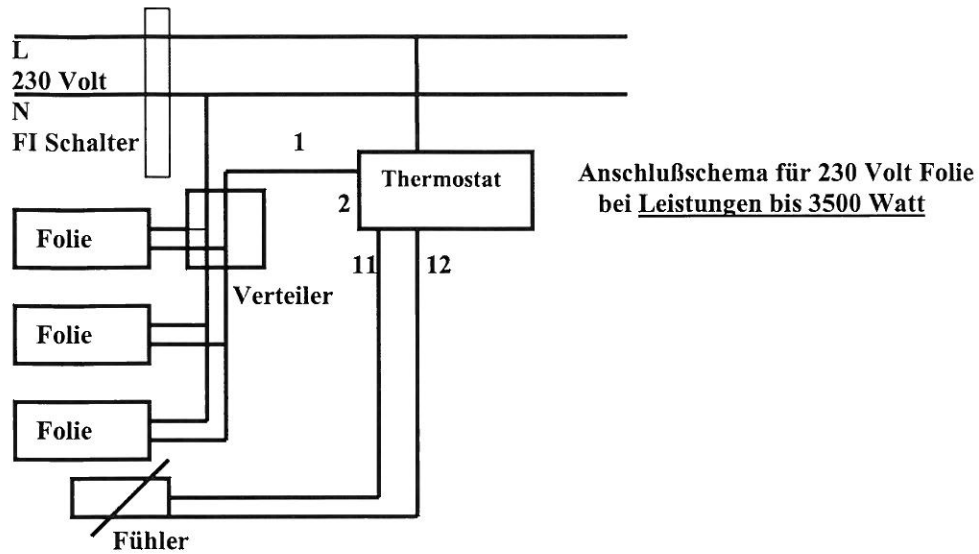 L
230 Volt
N
FI Schalter
1
Thermostat
2
Anschlußschema für 230 Volt Folie
bei Leistungen bis 3500 Watt
Folie
11
12
Verteiler
Folie
Folie
Fühler